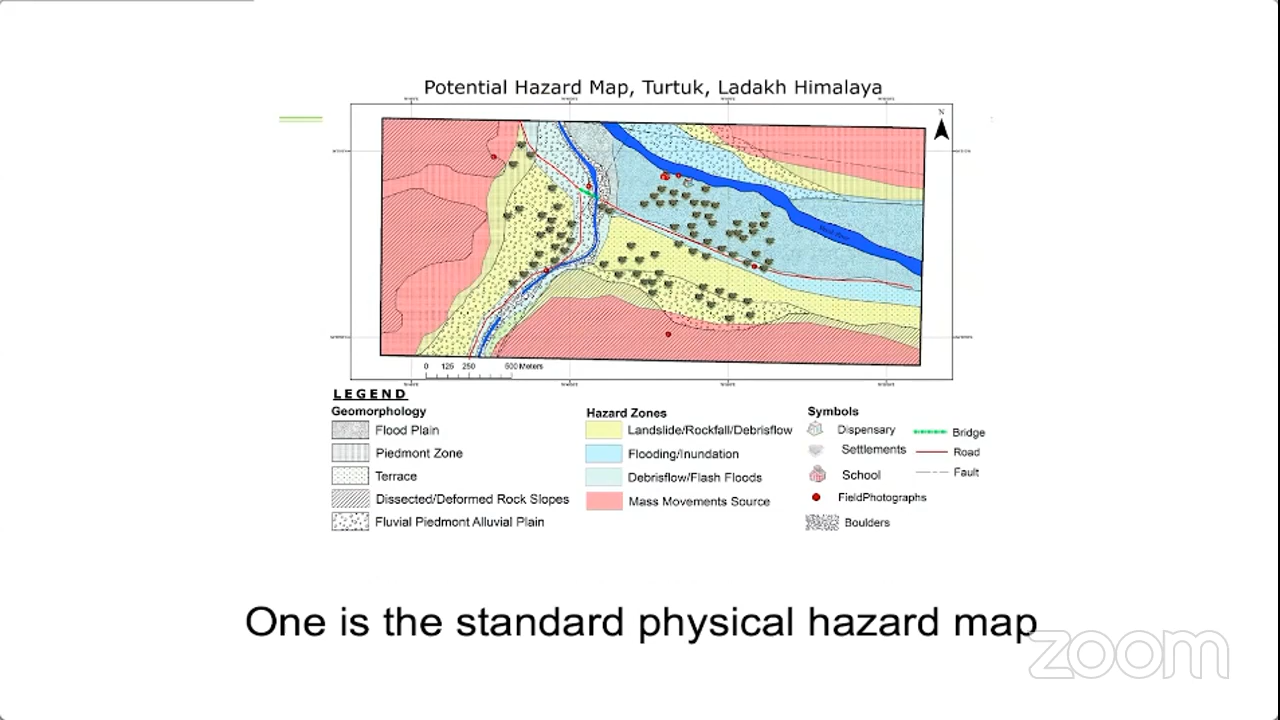 Potential Hazard Map, Turtuk, Ladakh Himalaya
N
0 125 250 500 Meters
LEGEND
Geomorphology
Flood Plain
Piedmont Zone
Terrace
Dissected/Deformed Rock Slopes
Fluvial Piedmont Alluvial Plain
Hazard Zones
Landslide/Rockfall/Debrisflow
Flooding/Inundation
Debrisflow/Flash Floods
Mass Movements Source
Symbols
Dispensary
Settlements
School
FieldPhotographs
Boulders
Bridge
Road
Fault
One is the standard physical hazard map
zoom